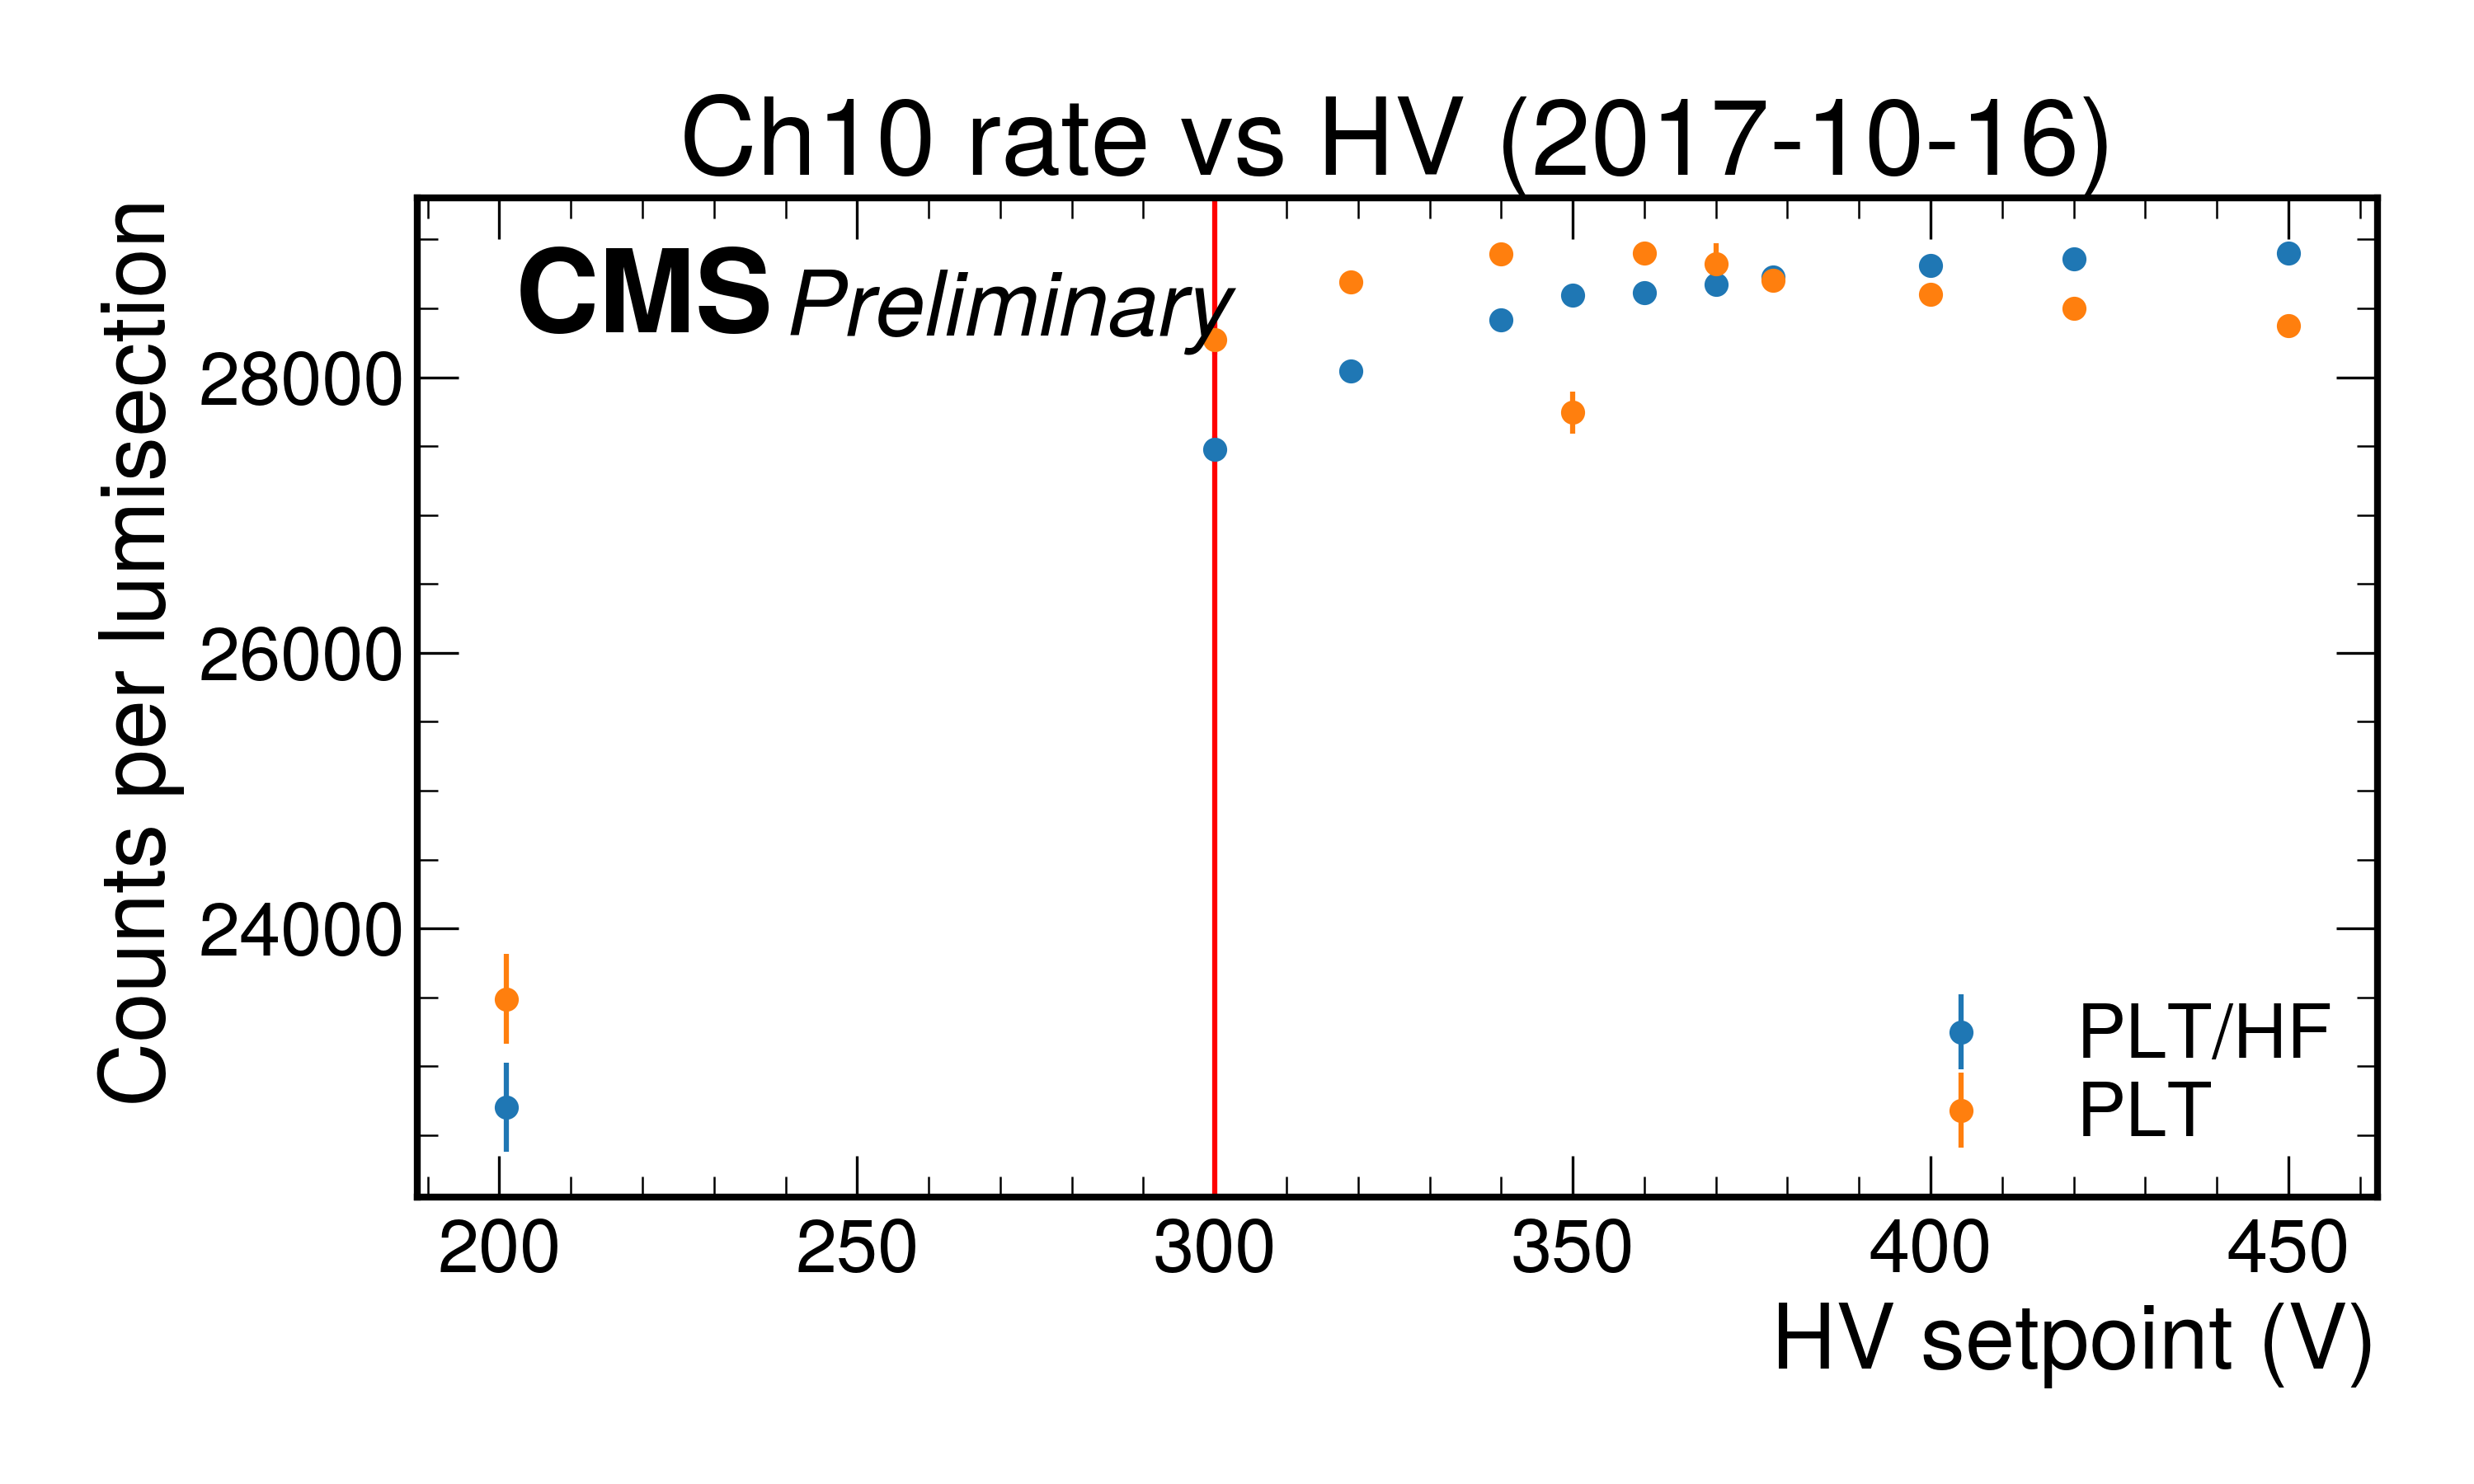 Ch10 rate vs HV (2017-10-16)
CMS Preliminary
Counts per lumisection
28000
26000
24000
PLT/HF
PLT
200 250 300 350 400 450
HV setpoint (V)